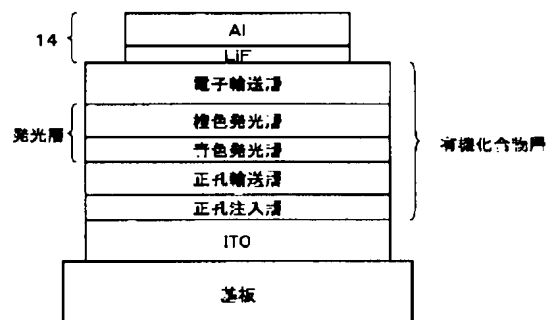 14
Al
LiF
電子輸送層
発光層
橙色発光層
青色発光層
正孔輸送層
正孔注入層
有機化合物層
ITO
基板